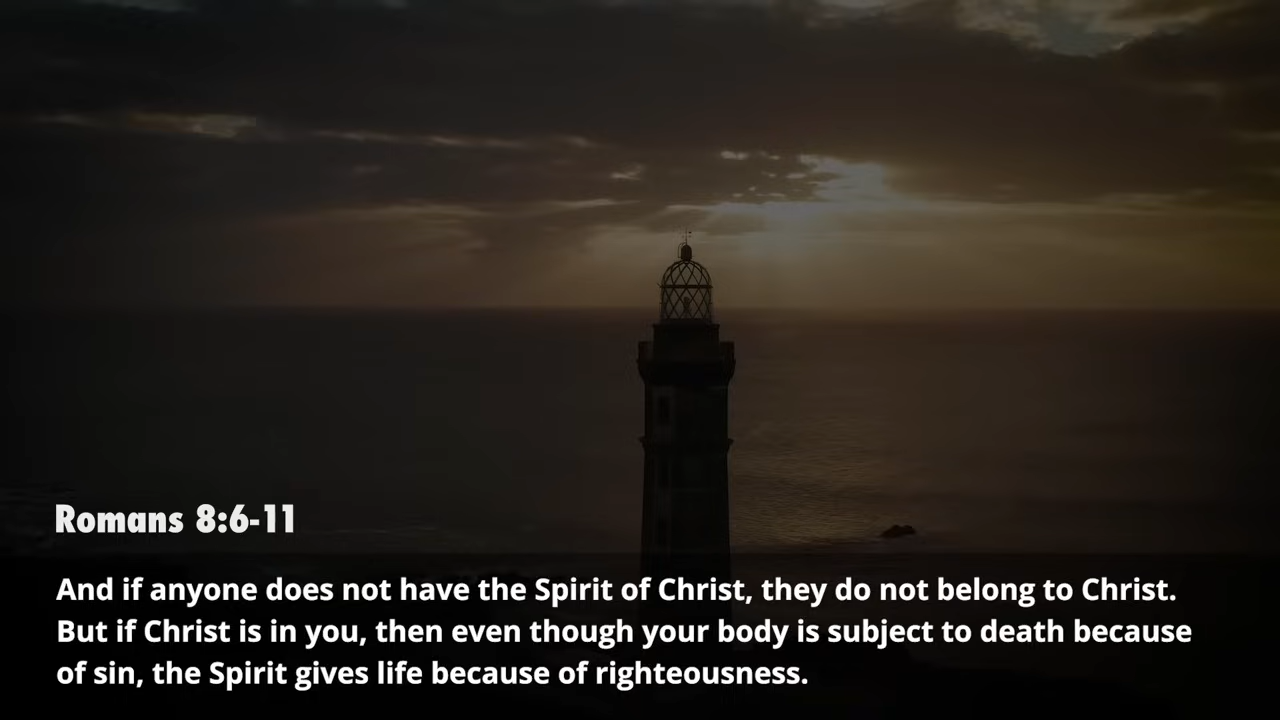 Romans 8:6-11
And if anyone does not have the Spirit of Christ, they do not belong to Christ.
But if Christ is in you, then even though your body is subject to death because
of sin, the Spirit gives life because of righteousness.